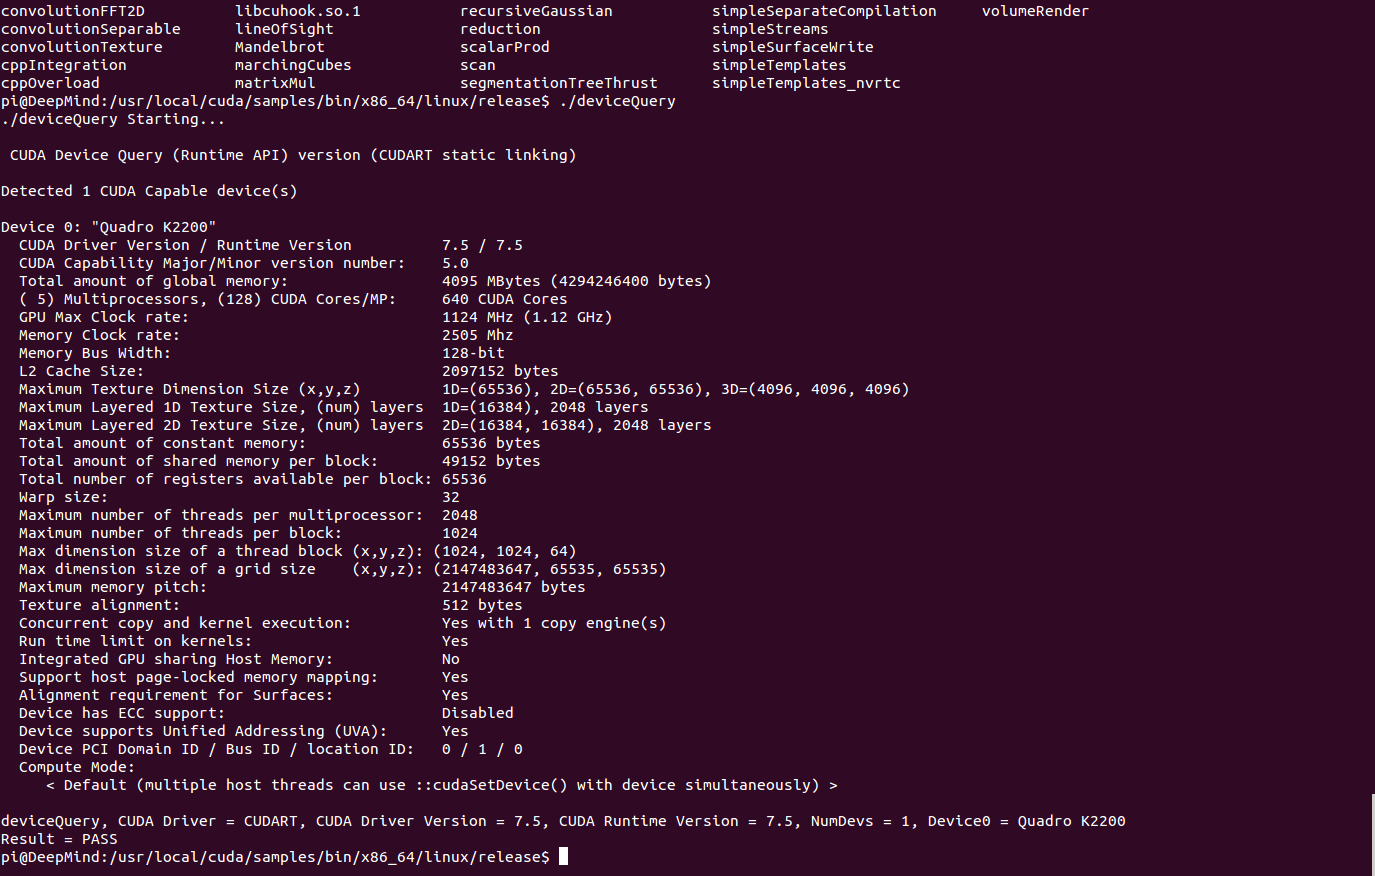 convolutionFFT2D          libcuhook.so.1           recursiveGaussian           simpleSeparateCompilation     volumeRender
convolutionSeparable      lineOfSight              reduction                   simpleStreams
convolutionTexture        Mandelbrot               scalarProd                  simpleSurfaceWrite
cppIntegration            marchingCubes            scan                        simpleTemplates
cppOverload               matrixMul                segmentationTreeThrust      simpleTemplates_nvrtc
pi@DeepMind:/usr/local/cuda/samples/bin/x86_64/linux/release$ ./deviceQuery
./deviceQuery Starting...

 CUDA Device Query (Runtime API) version (CUDART static linking)

Detected 1 CUDA Capable device(s)

Device 0: "Quadro K2200"
  CUDA Driver Version / Runtime Version          7.5 / 7.5
  CUDA Capability Major/Minor version number:    5.0
  Total amount of global memory:                 4095 MBytes (4294246400 bytes)
  ( 5) Multiprocessors, (128) CUDA Cores/MP:     640 CUDA Cores
  GPU Max Clock rate:                            1124 MHz (1.12 GHz)
  Memory Clock rate:                             2505 Mhz
  Memory Bus Width:                              128-bit
  L2 Cache Size:                                 2097152 bytes
  Maximum Texture Dimension Size (x,y,z)         1D=(65536), 2D=(65536, 65536), 3D=(4096, 4096, 4096)
  Maximum Layered 1D Texture Size, (num) layers  1D=(16384), 2048 layers
  Maximum Layered 2D Texture Size, (num) layers  2D=(16384, 16384), 2048 layers
  Total amount of constant memory:               65536 bytes
  Total amount of shared memory per block:       49152 bytes
  Total number of registers available per block: 65536
  Warp size:                                     32
  Maximum number of threads per multiprocessor:  2048
  Maximum number of threads per block:           1024
  Max dimension size of a thread block (x,y,z): (1024, 1024, 64)
  Max dimension size of a grid size    (x,y,z): (2147483647, 65535, 65535)
  Maximum memory pitch:                          2147483647 bytes
  Texture alignment:                             512 bytes
  Concurrent copy and kernel execution:          Yes with 1 copy engine(s)
  Run time limit on kernels:                     Yes
  Integrated GPU sharing Host Memory:            No
  Support host page-locked memory mapping:       Yes
  Alignment requirement for Surfaces:            Yes
  Device has ECC support:                        Disabled
  Device supports Unified Addressing (UVA):      Yes
  Device PCI Domain ID / Bus ID / location ID:   0 / 1 / 0
  Compute Mode:
     < Default (multiple host threads can use ::cudaSetDevice() with device simultaneously) >

deviceQuery, CUDA Driver = CUDART, CUDA Driver Version = 7.5, CUDA Runtime Version = 7.5, NumDevs = 1, Device0 = Quadro K2200
Result = PASS
pi@DeepMind:/usr/local/cuda/samples/bin/x86_64/linux/release$